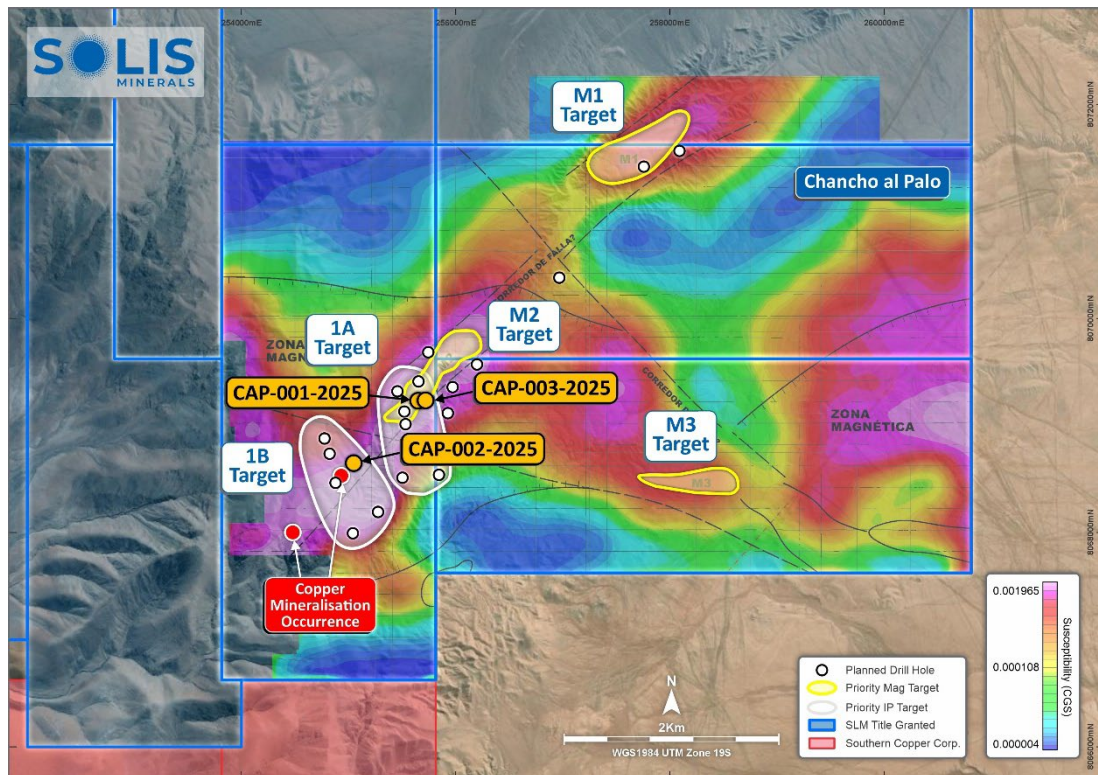 254000mE
256000mE
258000mE
260000mE
SOLIS
MINERALS
M1
Target
8072000mN
M1
Chancho al Palo
CORREDOR DE FALLA?
8070000mN
1A
Target
M2
Target
ZONA
MAGNÉTICA
CAP-001-2025
CAP-003-2025
CORREDOR DE
M3
Target
ZONA
MAGNÉTICA
1B
Target
CAP-002-2025
M3
8068000mN
Copper
Mineralisation
Occurrence
0.001965
0.000108
0.000004
Susceptibility (CGS)
Planned Drill Hole
Priority Mag Target
Priority IP Target
SLM Title Granted
Southern Copper Corp.
N
2Km
WGS1984 UTM Zone 19S
8066000mN